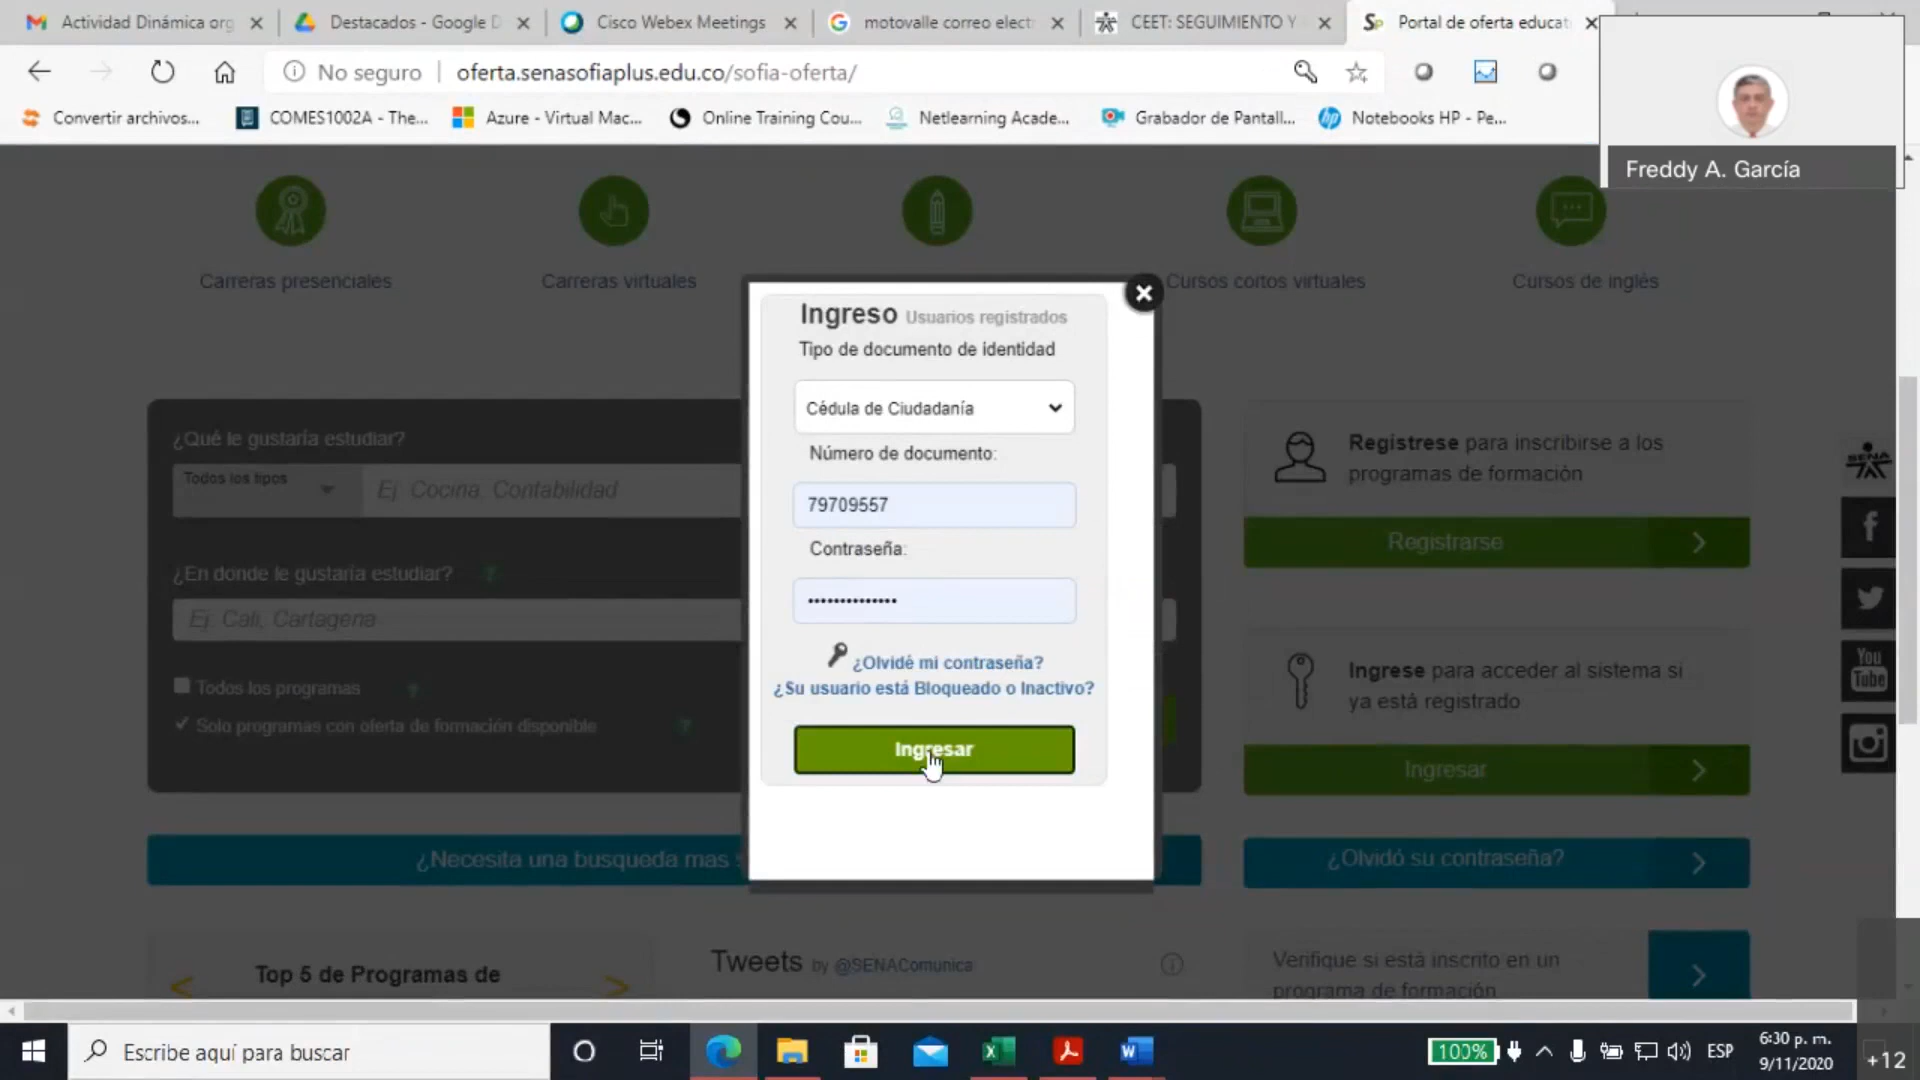 Actividad Dinámica org
Destacados - Google D
Cisco Webex Meetings
motovalle correo elect
CEET: SEGUIMIENTO Y
Portal de oferta educat
No seguro
oferta.senasofiaplus.edu.co/sofia-oferta/
Convertir archivos...
COMES1002A - The...
Azure - Virtual Mac...
Online Training Cou...
Netlearning Acade...
Grabador de Pantall...
Notebooks HP - Pe...
Freddy A. García
Carreras presenciales
Carreras virtuales
Cursos cortos virtuales
Cursos de inglés
Ingreso Usuarios registrados
Tipo de documento de identidad
Cédula de Ciudadanía
Número de documento:
79709557
Contraseña:
¿Olvidé mi contraseña?
¿Su usuario está Bloqueado o Inactivo?
Ingresar
¿Qué le gustaría estudiar?
Todos los tipos
Ej: Cocina, Contabilidad
¿En donde le gustaría estudiar? ?
Ej: Cali, Cartagena
Todos los programas ?
Solo programas con oferta de formación disponible ?
Regístrese para inscribirse a los
programas de formación
Registrarse
Ingrese para acceder al sistema si
ya está registrado
Ingresar
SENA
You
Tube
¿Necesita una busqueda mas
¿Olvidó su contraseña?
Top 5 de Programas de
Tweets by @SENAComunica
Verifique si está inscrito en un
programa de formación
Escribe aquí para buscar
100%
ESP
6:30 p. m.
9/11/2020
+12